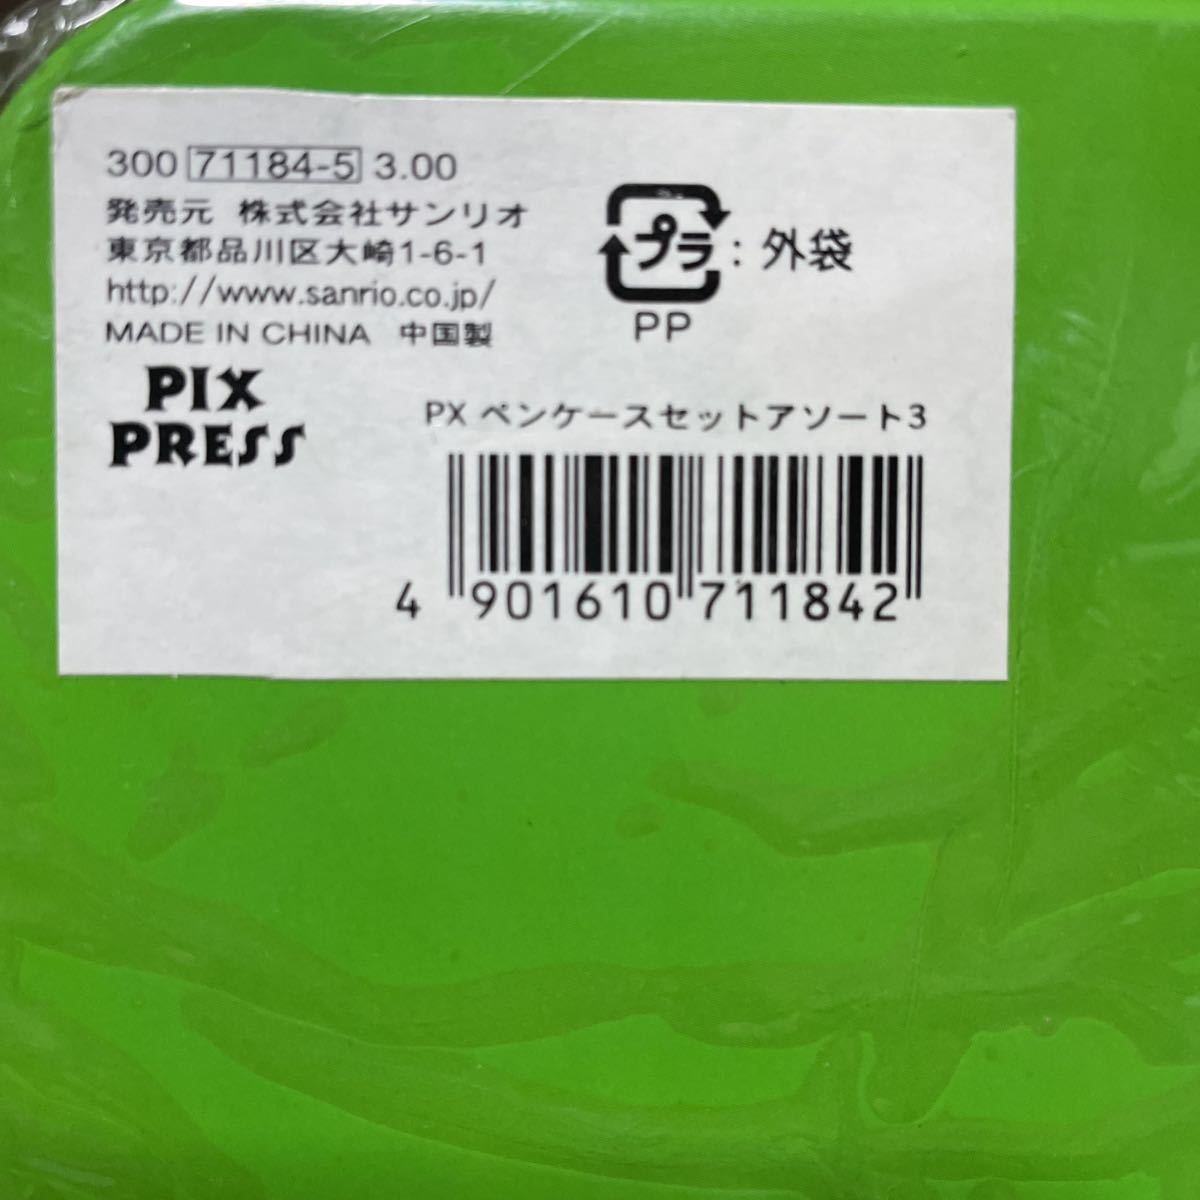 300 71184-5 3.00
発売元 株式会社サンリオ
東京都品川区大崎1-6-1
http://www.sanrio.co.jp/
MADE IN CHINA 中国製
プラ : 外袋
PP
PIX
PRESS
PX ペンケースセットアソート3
4 901610 711842